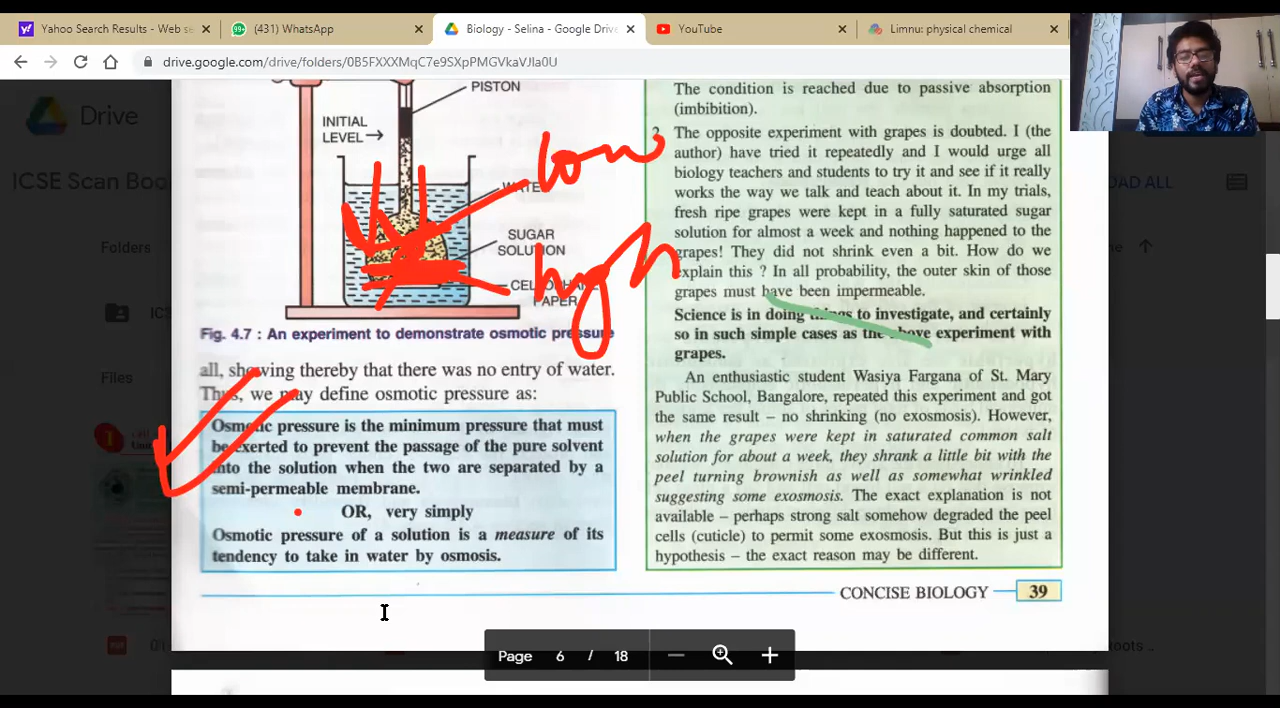 Yahoo Search Results - Web se
(431) WhatsApp
Biology - Selina - Google Drive
YouTube
Limnu: physical chemical
drive.google.com/drive/folders/0B5FXXXMqC7e9SXpPMGVkaVJIa0U
Drive
ICSE Scan Boo
Folders
ICS
Files
PISTON
INITIAL
LEVEL
low
SUGAR
SOLUTION
high
PAPER
Fig. 4.7 : An experiment to demonstrate osmotic pressure
all, showing thereby that there was no entry of water.
Thus, we may define osmotic pressure as:
Osmotic pressure is the minimum pressure that must
be exerted to prevent the passage of the pure solvent
into the solution when the two are separated by a
semi-permeable membrane.
OR, very simply
Osmotic pressure of a solution is a measure of its
tendency to take in water by osmosis.
The condition is reached due to passive absorption
(imbibition).
The opposite experiment with grapes is doubted. I (the
author) have tried it repeatedly and I would urge all
biology teachers and students to try it and see if it really
works the way we talk and teach about it. In my trials,
fresh ripe grapes were kept in a fully saturated sugar
solution for almost a week and nothing happened to the
grapes! They did not shrink even a bit. How do we
explain this ? In all probability, the outer skin of those
grapes must have been impermeable.
Science is in doing things to investigate, and certainly
so in such simple cases as the above experiment with
grapes.
An enthusiastic student Wasiya Fargana of St. Mary
Public School, Bangalore, repeated this experiment and got
the same result – no shrinking (no exosmosis). However,
when the grapes were kept in saturated common salt
solution for about a week, they shrank a little bit with the
peel turning brownish as well as somewhat wrinkled
suggesting some exosmosis. The exact explanation is not
available – perhaps strong salt somehow degraded the peel
cells (cuticle) to permit some exosmosis. But this is just a
hypothesis – the exact reason may be different.
CONCISE BIOLOGY 39
Page 6 / 18